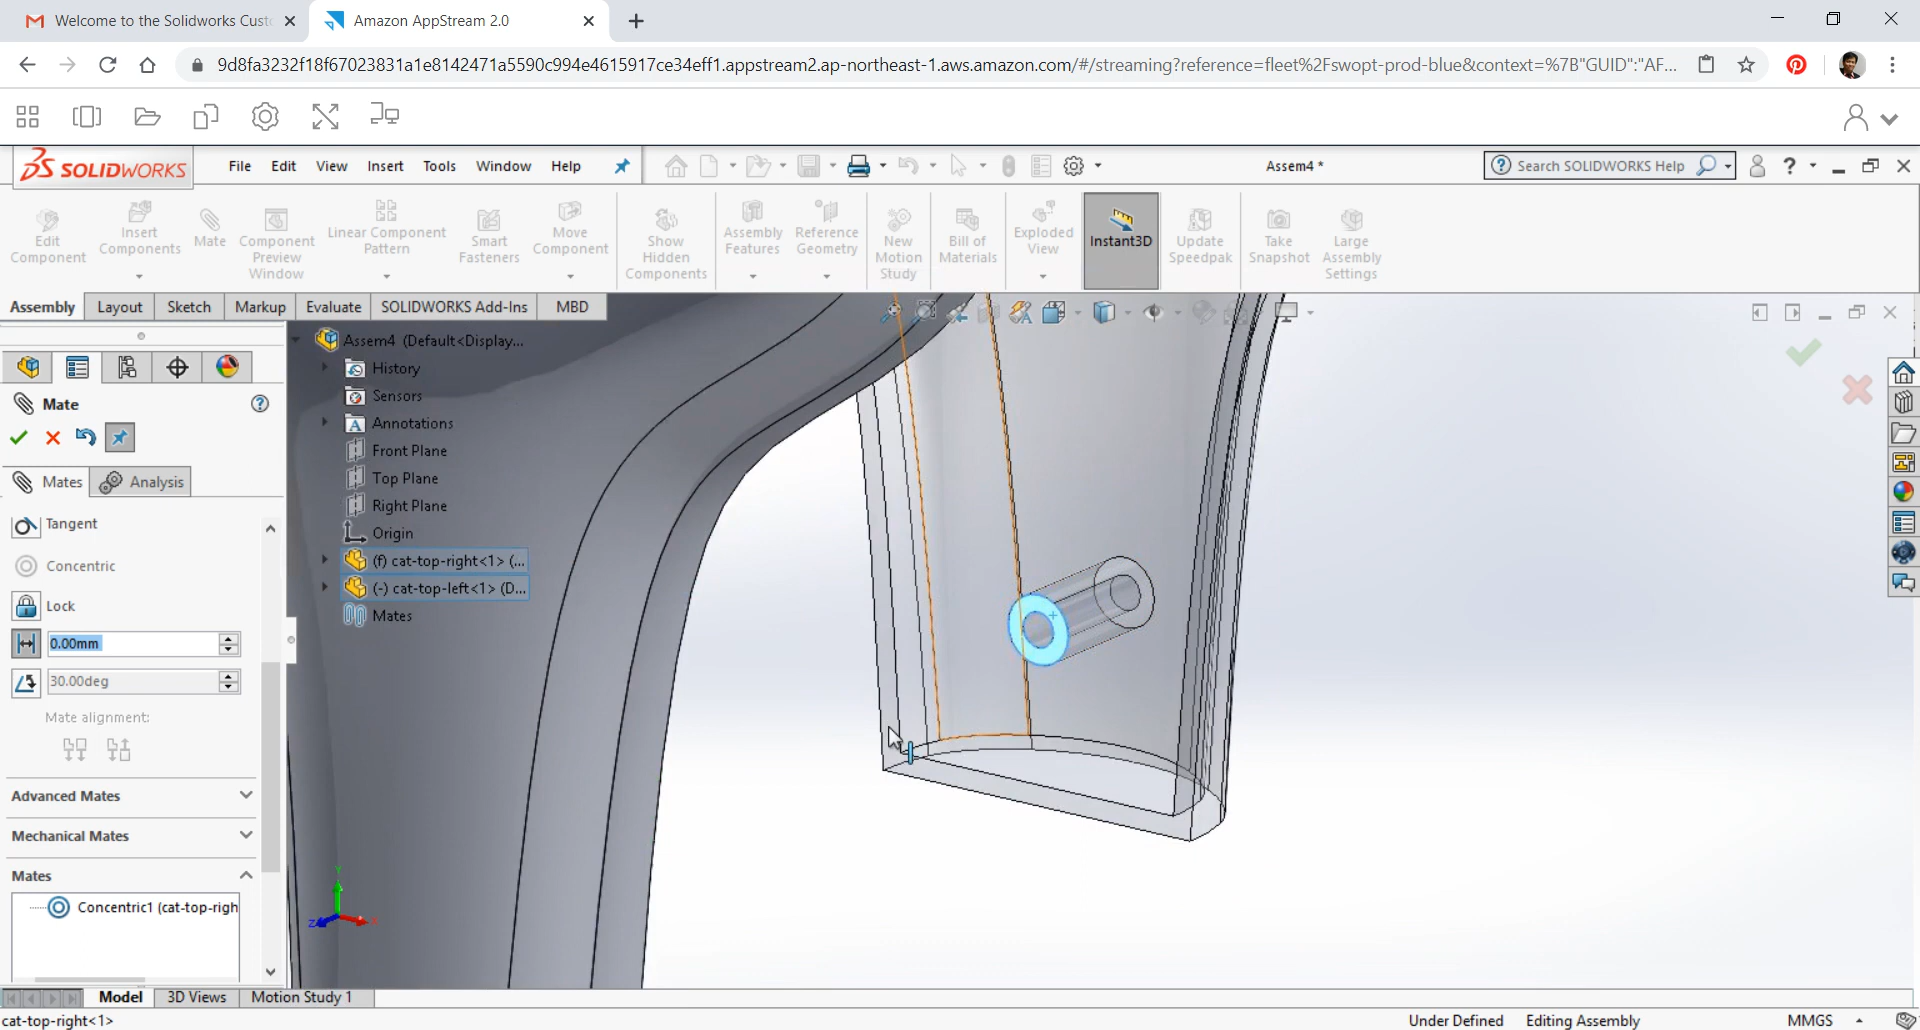 Welcome to the Solidworks Cust
Amazon AppStream 2.0
9d8fa3232f18f67023831a1e8142471a5590c994e4615917ce34eff1.appstream2.ap-northeast-1.aws.amazon.com/#/streaming?reference=fleet%2Fswopt-prod-blue&context=%7B"GUID":"AF...
SOLIDWORKS
File Edit View Insert Tools Window Help
Assem4 *
Search SOLIDWORKS Help
Edit Component
Insert Components
Mate
Component Preview Window
Linear Component Pattern
Smart Fasteners
Move Component
Show Hidden Components
Assembly Features
Reference Geometry
New Motion Study
Bill of Materials
Exploded View
Instant3D
Update Speedpak
Take Snapshot
Large Assembly Settings
Assembly Layout Sketch Markup Evaluate SOLIDWORKS Add-Ins MBD
Assem4 (Default<Display...
History
Sensors
Annotations
Front Plane
Top Plane
Right Plane
Origin
(f) cat-top-right<1> (...
(-) cat-top-left<1> (D...
Mates
Mate
Mates Analysis
Tangent
Concentric
Lock
0.00mm
30.00deg
Mate alignment:
Advanced Mates
Mechanical Mates
Mates
Concentric1 (cat-top-righ
Y
Z
X
Model 3D Views Motion Study 1
cat-top-right<1>
Under Defined Editing Assembly MMGS